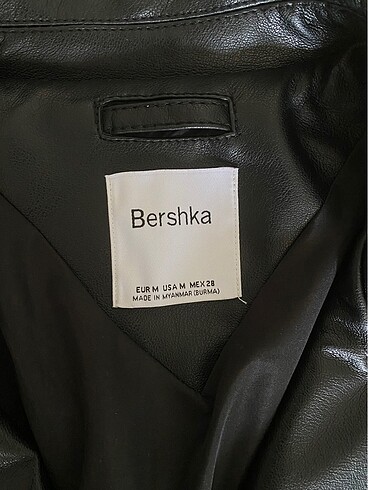 Bershka
EUR M USA M MEX 28
MADE IN MYANMAR (BURMA)